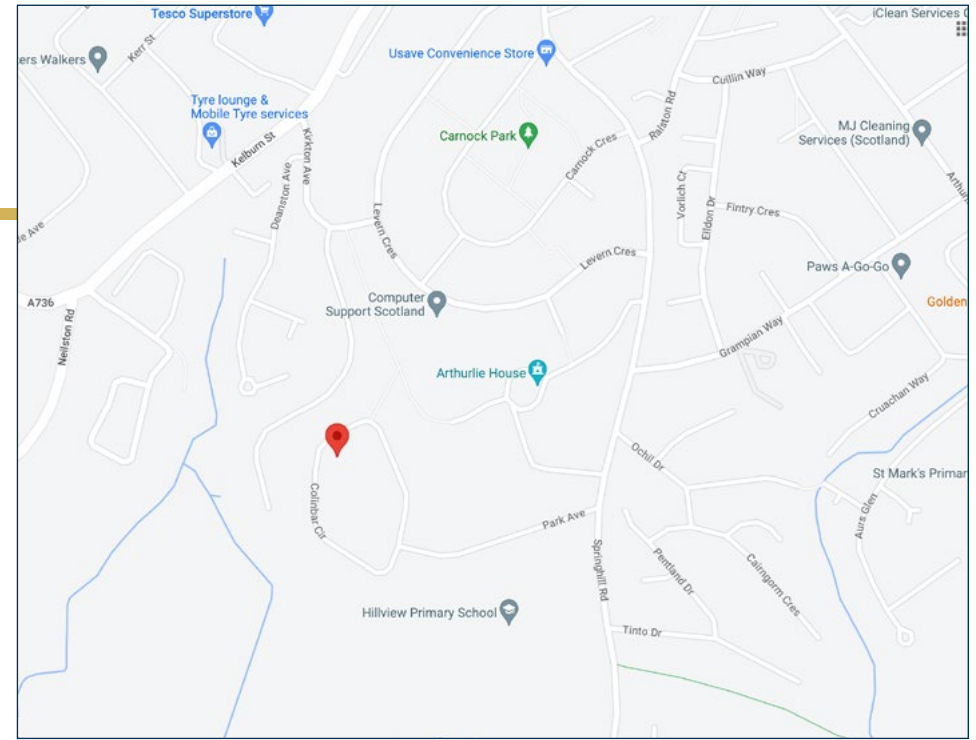 Tesco Superstore
iClean Services
ers Walkers
Kerr St
Usave Convenience Store
Cuillin Way
Tyre lounge &
Mobile Tyre services
Carnock Park
Ralston Rd
MJ Cleaning
Services (Scotland)
Kelburn St
Kirkton Ave
Carnock Cres
Arthur
Deanston Ave
Vorlich Ct
Eildon Dr
Fintry Cres
Levern Cres
Levern Cres
Ave
Paws A-Go-Go
A736
Computer
Support Scotland
Golden
Neilston Rd
Grampian Way
Arthurlie House
Cruachan Way
Ochil Dr
St Mark's Primar
Colinbar Cir
Park Ave
Aurs Glen
Springhill Rd
Pentland Dr
Cairngorm Cres
Hillview Primary School
Tinto Dr